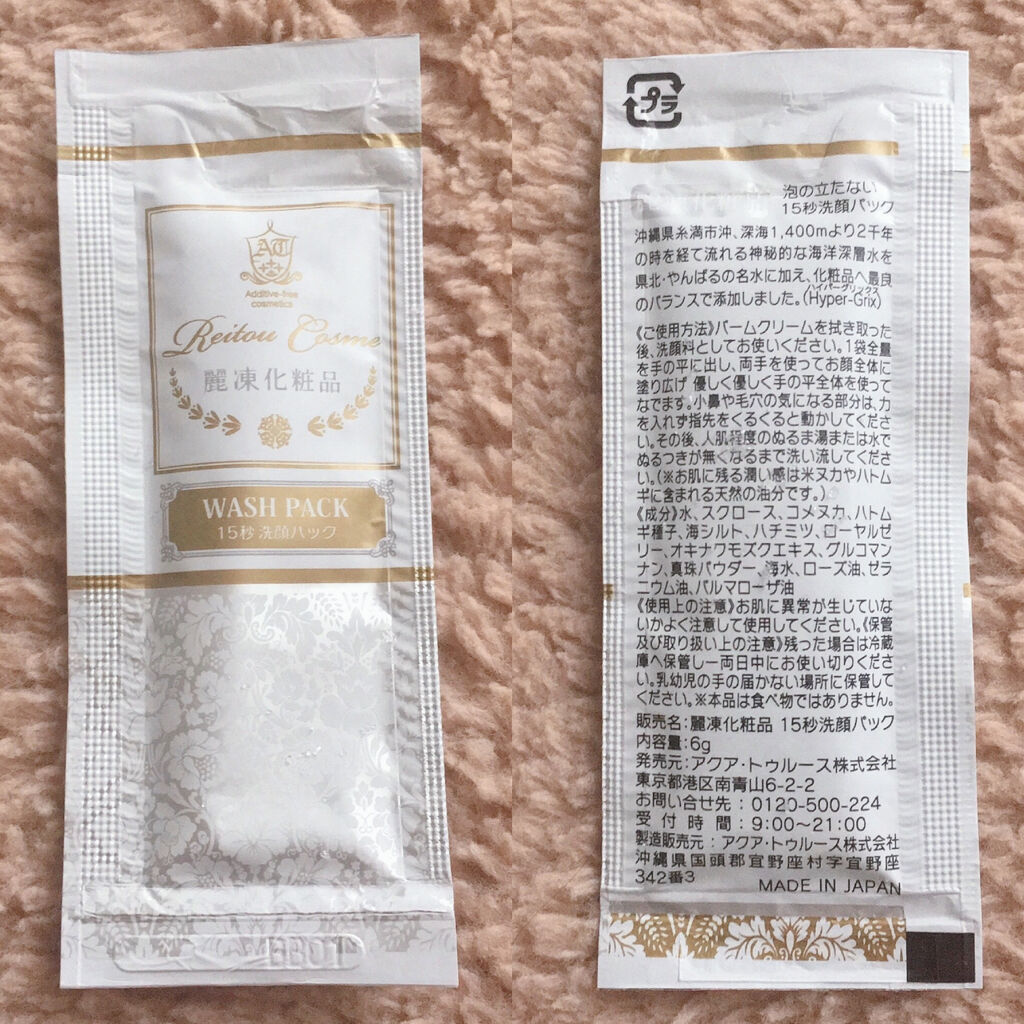 AT
Additive-free
cosmetics
Reitou Cosme
麗凍化粧品
WASH PACK
15秒洗顔パック
プラ
泡の立たない
15秒洗顔パック
沖縄県糸満市沖、深海1,400mより2千年
の時を経て流れる神秘的な海洋深層水を
県北・やんばるの名水に加え、化粧品へ最良
ハイパーグリックス
のバランスで添加しました。(Hyper-Grix)
《ご使用方法》バームクリームを拭き取った
後、洗顔料としてお使いください。1袋全量
を手の平に出し、両手を使ってお顔全体に
塗り広げ 優しく優しく手の平全体を使って
なでます。小鼻や毛穴の気になる部分は、力
を入れず指先をくるくると動かしてくださ
い。その後、人肌程度のぬるま湯または水で
ぬるつきが無くなるまで洗い流してくださ
い。(※お肌に残る潤い感は米ヌカやハトム
ギに含まれる天然の油分です。)
《成分》水、スクロース、コメヌカ、ハトム
ギ種子、海シルト、ハチミツ、ローヤルゼ
リー、オキナワモズクエキス、グルコマン
ナン、真珠パウダー、海水、ローズ油、ゼラ
ニウム油、パルマローザ油
《使用上の注意》お肌に異常が生じていな
いかよく注意して使用してください。《保管
及び取り扱い上の注意》残った場合は冷蔵
庫へ保管し一両日中にお使い切りくださ
い。乳幼児の手の届かない場所に保管して
ください。※本品は食べ物ではありません。
販売名:麗凍化粧品 15秒洗顔パック
内容量:6g
発売元:アクア・トゥルース株式会社
東京都港区南青山6-2-2
お問い合せ先 : 0120-500-224
受付時間 : 9:00〜21:00
製造販売元 : アクア・トゥルース株式会社
沖縄県国頭郡宜野座村字宜野座
342番3
MADE IN JAPAN